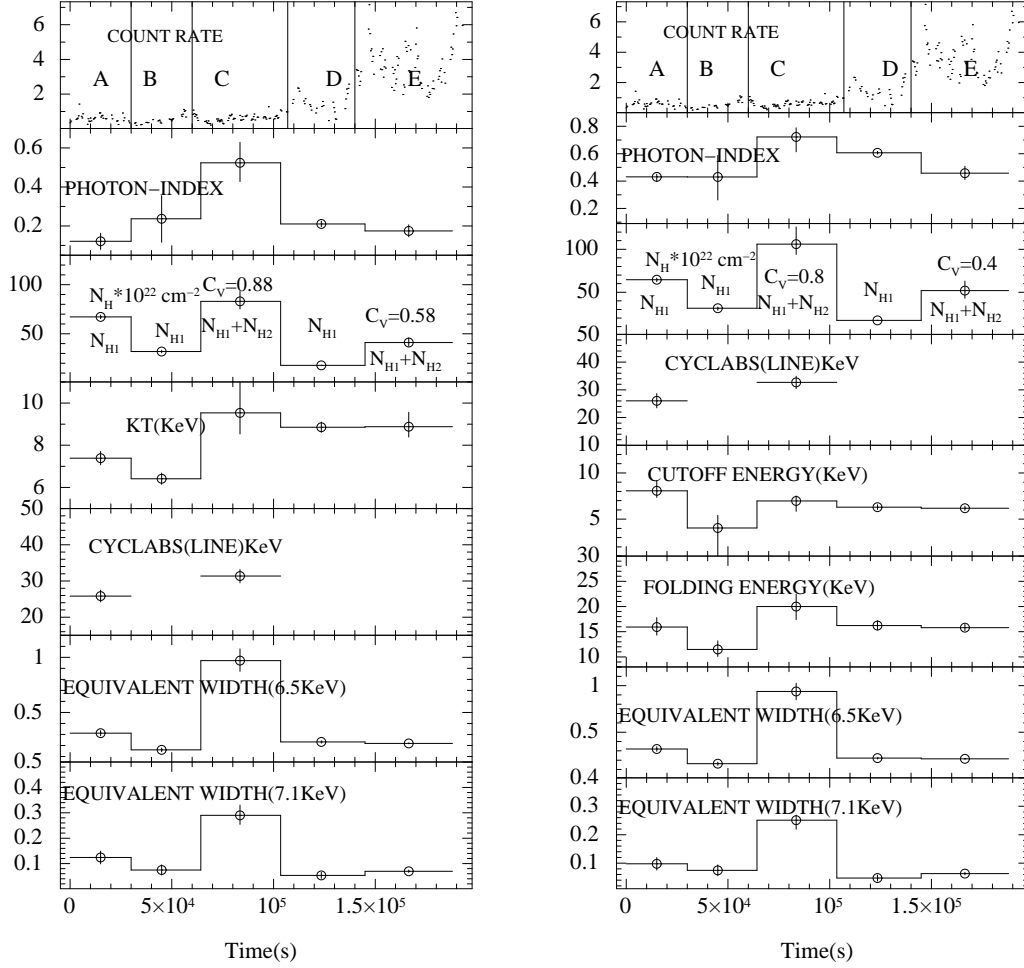 COUNT RATE
A B C D E
6
4
2
PHOTON−INDEX
0.6
0.4
0.2
N_H*10^22 cm^−2 C_V=0.88
N_H1 N_H1 N_H1+N_H2 N_H1 C_V=0.58
N_H1+N_H2
100
50
KT(KeV)
10
8
6
CYCLABS(LINE)KeV
50
40
30
20
EQUIVALENT WIDTH(6.5KeV)
1
0.5
EQUIVALENT WIDTH(7.1KeV)
0.5
0.4
0.3
0.2
0.1
0 5×10^4 10^5 1.5×10^5
Time(s)
COUNT RATE
A B C D E
6
4
2
PHOTON−INDEX
0.8
0.6
0.4
0.2
N_H*10^22 cm^−2 C_V=0.4
N_H1 N_H1 C_V=0.8 N_H1
N_H1+N_H2 N_H1+N_H2
100
50
CYCLABS(LINE)KeV
50
40
30
20
10
CUTOFF ENERGY(KeV)
10
5
FOLDING ENERGY(KeV)
30
25
20
15
10
EQUIVALENT WIDTH(6.5KeV)
1
0.5
EQUIVALENT WIDTH(7.1KeV)
0.4
0.3
0.2
0.1
0 5×10^4 10^5 1.5×10^5
Time(s)